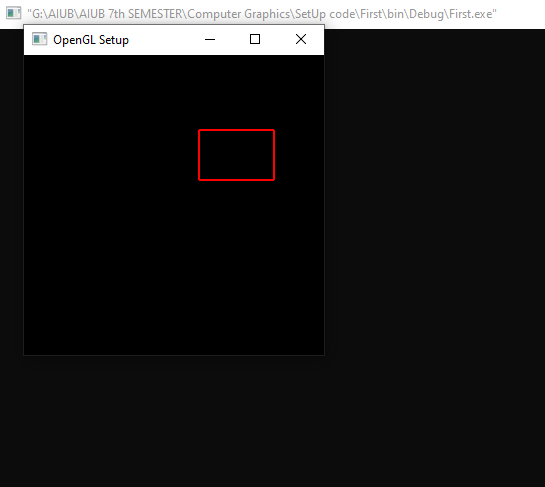 "G:\AIUB\AIUB 7th SEMESTER\Computer Graphics\SetUp code\First\bin\Debug\First.exe"
OpenGL Setup